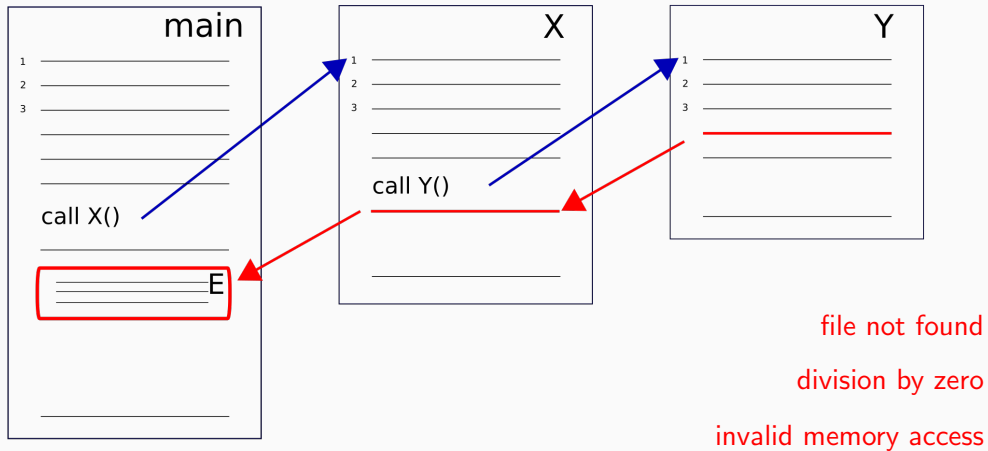 main
1
2
3
call X()
E
X
1
2
3
call Y()
Y
1
2
3
file not found
division by zero
invalid memory access